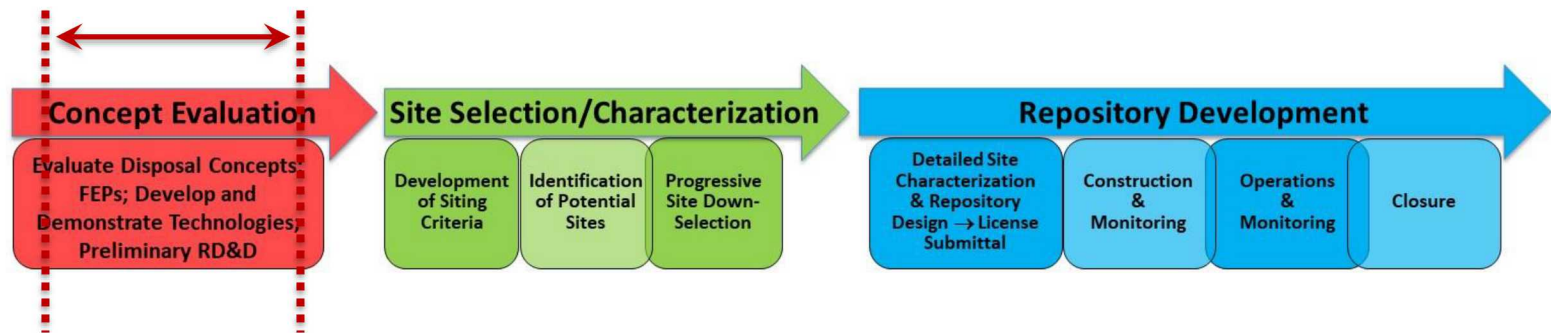 Concept Evaluation
Evaluate Disposal Concepts;
FEPs; Develop and
Demonstrate Technologies;
Preliminary RD&D
Site Selection/Characterization
Development
of Siting
Criteria
Identification
of Potential
Sites
Progressive
Site Down-
Selection
Repository Development
Detailed Site
Characterization
& Repository
Design → License
Submittal
Construction
&
Monitoring
Operations
&
Monitoring
Closure